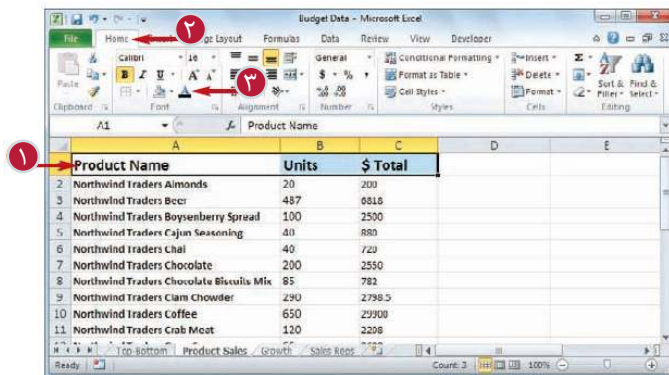 Budget Data - Microsoft Excel
File Home Page Layout Formulas Data Review View Developer
Calibri 16 General Conditional Formatting Insert
Paste B I U A A $ % , Format as Table Delete Sort & Filter Find & Select
A Cell Styles Format
Clipboard Font Alignment Number Styles Cells Editing
A1 fx Product Name
A B C D E
Product Name Units $ Total
2 Northwind Traders Almonds 20 200
3 Northwind Traders Beer 487 6818
4 Northwind Traders Boysenberry Spread 100 2500
5 Northwind Traders Cajun Seasoning 40 880
6 Northwind Traders Chai 40 720
7 Northwind Traders Chocolate 200 2550
8 Northwind Traders Chocolate Biscuits Mix 85 782
9 Northwind Traders Clam Chowder 290 2798.5
10 Northwind Traders Coffee 650 29900
11 Northwind Traders Crab Meat 120 2208
Top-Bottom Product Sales Growth Sales Reps
Ready Count: 3 100%
۱
۲
۳